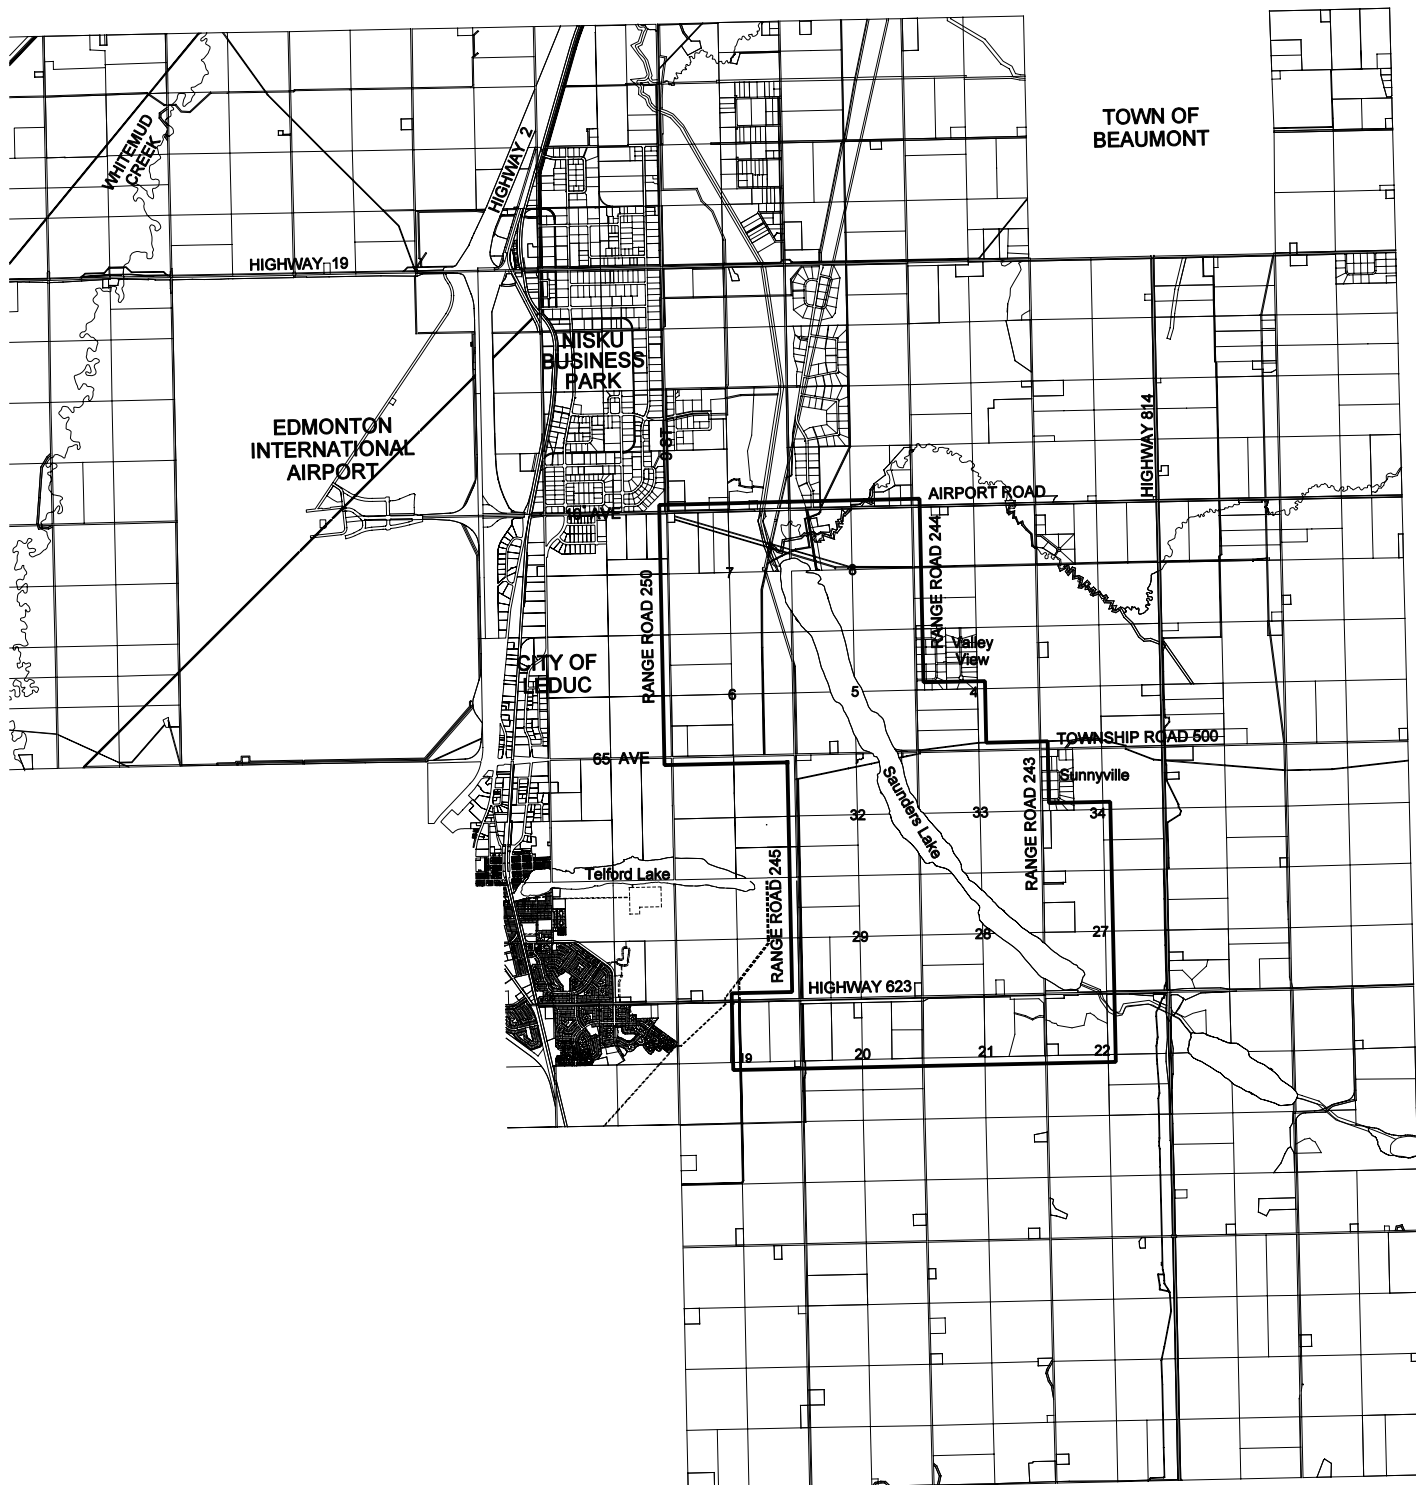 TOWN OF
BEAUMONT
WHITEMUD
CREEK
HIGHWAY 2
HIGHWAY 19
NISKU
BUSINESS
PARK
EDMONTON
INTERNATIONAL
AIRPORT
HIGHWAY 814
AIRPORT ROAD
AVE
RANGE ROAD 244
RANGE ROAD 250
7
8
Valley
View
CITY OF
LEDUC
6
5
4
TOWNSHIP ROAD 500
65 AVE
RANGE ROAD 243
Sunnyville
Saunders Lake
32
33
34
Telford Lake
RANGE ROAD 245
29
28
27
HIGHWAY 623
19
20
21
22